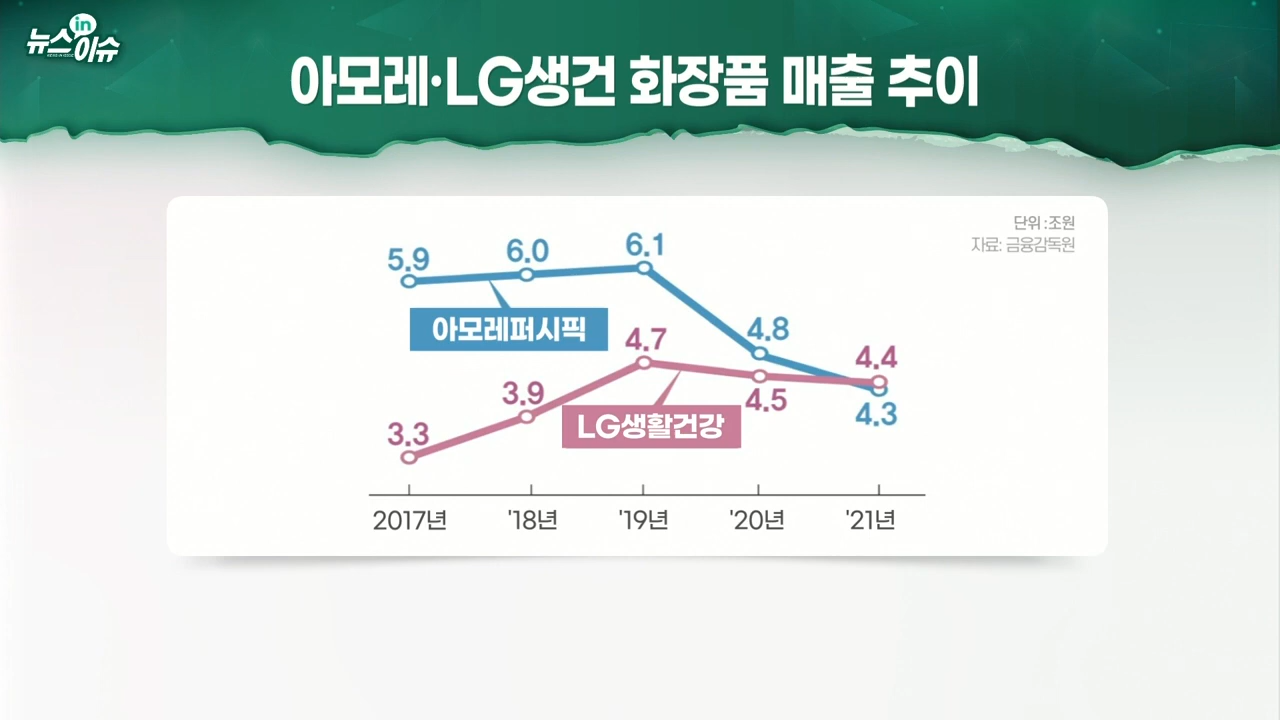 뉴스in이슈
아모레·LG생건 화장품 매출 추이
단위 :조원
자료: 금융감독원
5.9
6.0
6.1
4.8
4.3
아모레퍼시픽
3.3
3.9
4.7
4.5
4.4
LG생활건강
2017년
'18년
'19년
'20년
'21년